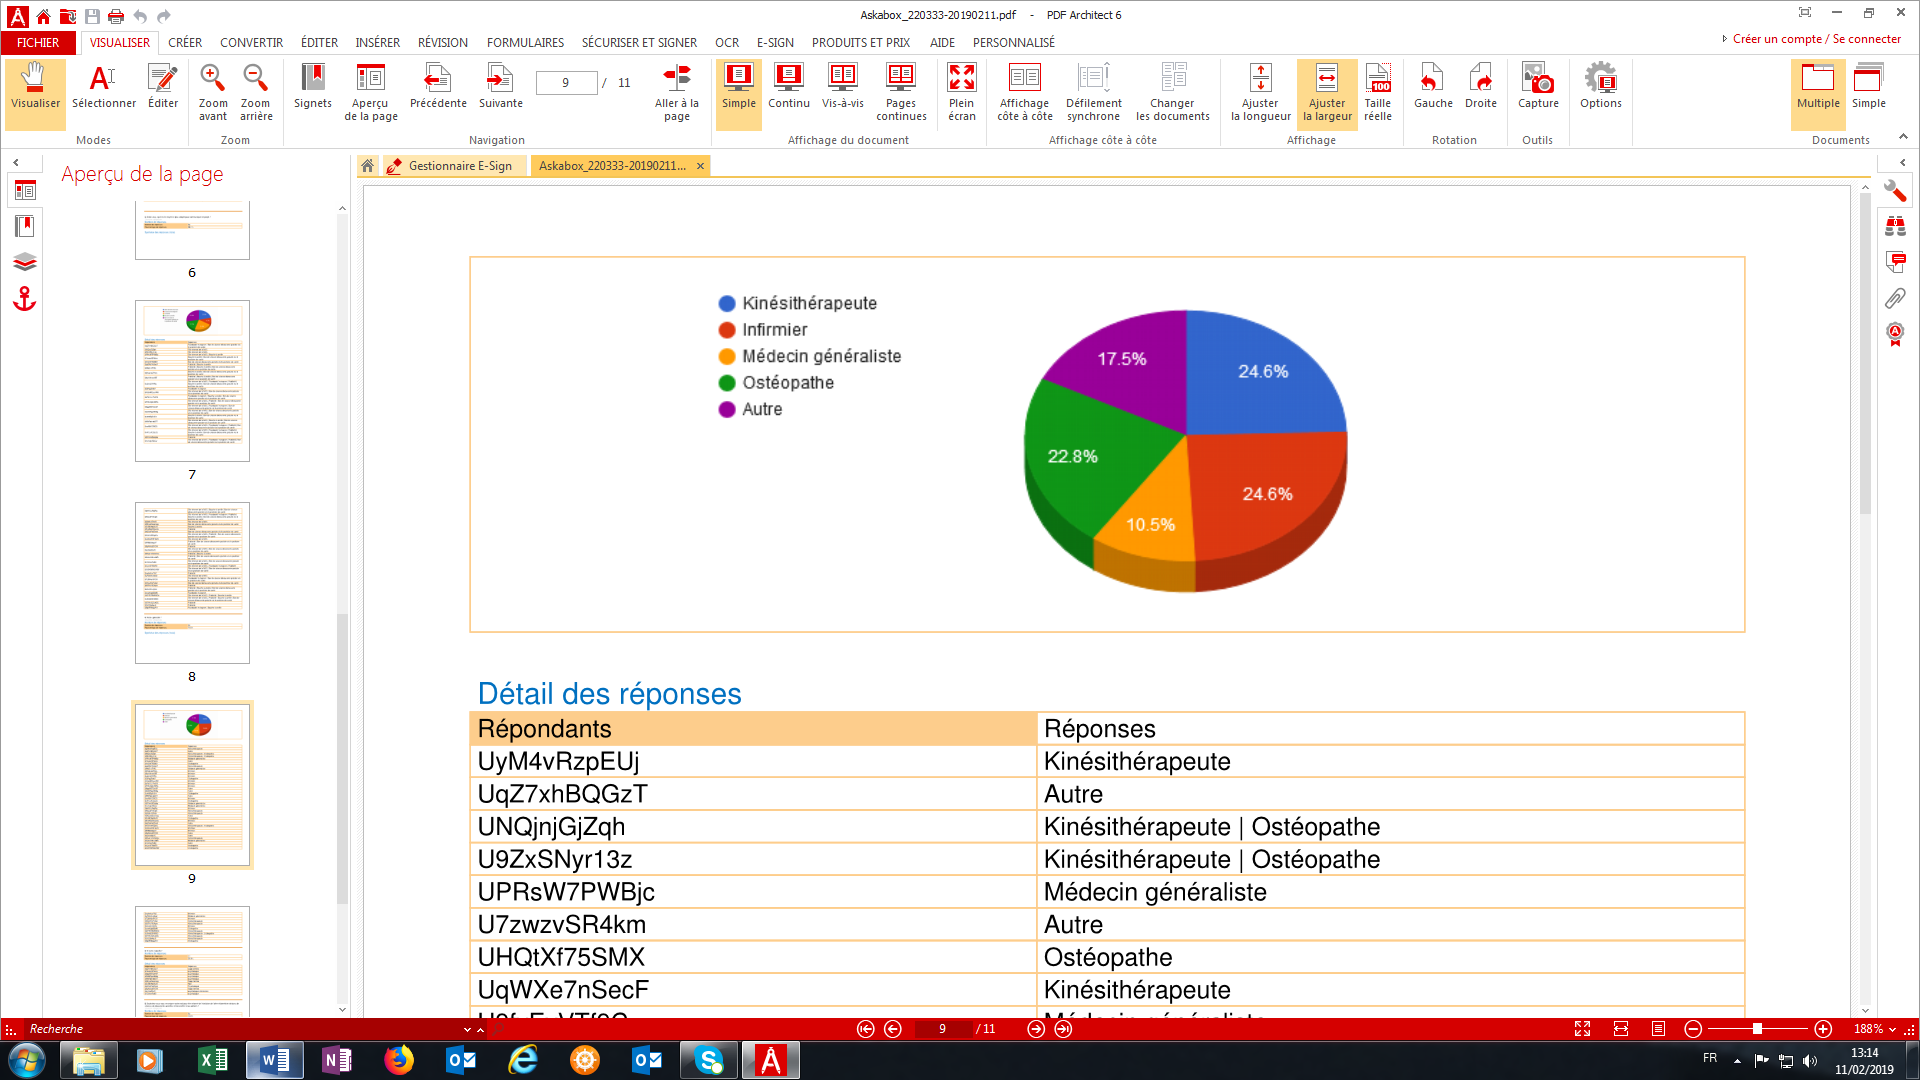 Askabox_220333-20190211.pdf - PDF Architect 6
FICHIER VISUALISER CRÉER CONVERTIR ÉDITER INSÉRER RÉVISION FORMULAIRES SÉCURISER ET SIGNER OCR E-SIGN PRODUITS ET PRIX AIDE PERSONNALISÉ
Créer un compte / Se connecter
Visualiser Sélectionner Éditer
Modes
Zoom avant Zoom arrière
Zoom
Signets Aperçu de la page Précédente Suivante 9 / 11 Aller à la page
Navigation
Simple Continu Vis-à-vis Pages continues
Affichage du document
Plein écran
Affichage côte à côte Défilement synchrone Changer les documents
Affichage côte à côte
Ajuster la longueur Ajuster la largeur Taille réelle
Affichage
Gauche Droite
Rotation
Capture
Outils
Options
Multiple Simple
Documents
Aperçu de la page
6
7
8
9
Gestionnaire E-Sign
Askabox_220333-20190211...
Kinésithérapeute
Infirmier
Médecin généraliste
Ostéopathe
Autre
17.5%
24.6%
22.8%
24.6%
10.5%
Détail des réponses
Répondants Réponses
UyM4vRzpEUj Kinésithérapeute
UqZ7xhBQGzT Autre
UNQjnjGjZqh Kinésithérapeute | Ostéopathe
U9ZxSNyr13z Kinésithérapeute | Ostéopathe
UPRsW7PWBjc Médecin généraliste
U7zwzvSR4km Autre
UHQtXf75SMX Ostéopathe
UqWXe7nSecF Kinésithérapeute
Médecin généraliste
Recherche
9 / 11
188%
FR
13:14
11/02/2019